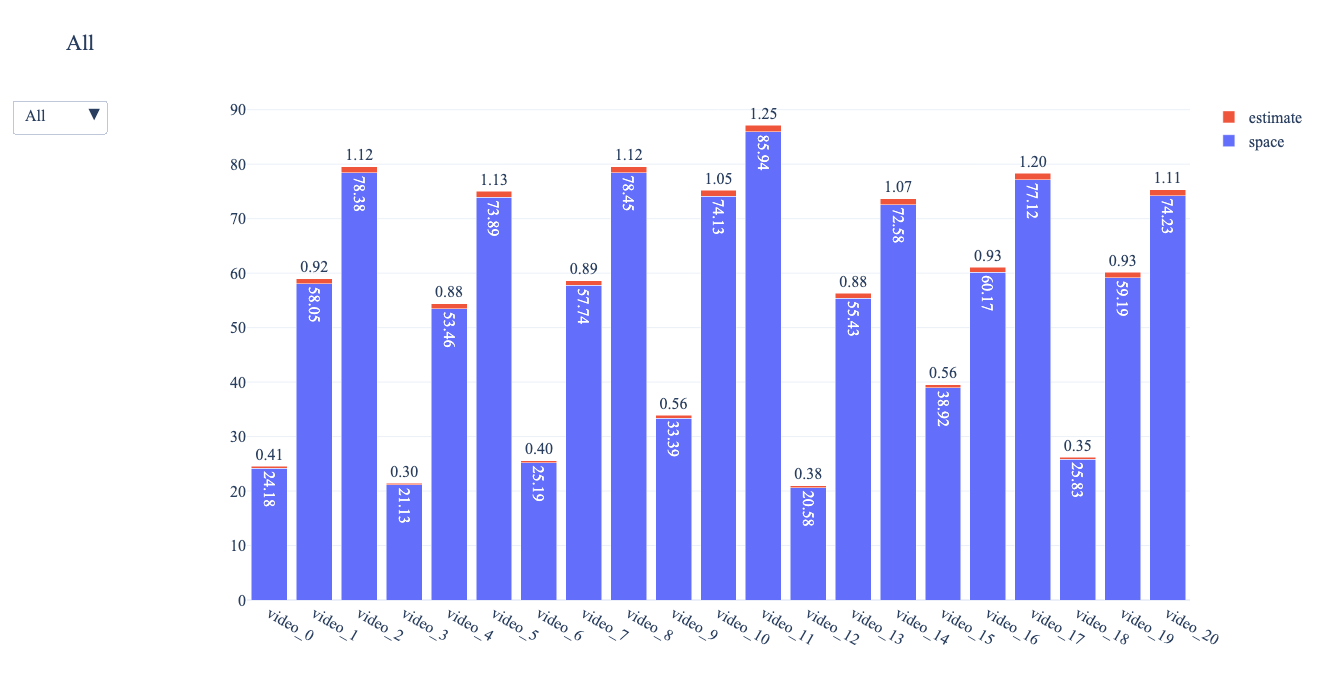 All
All
estimate
space
90
80
70
60
50
40
30
20
10
0
0.41
0.92
1.12
0.30
0.88
1.13
0.40
0.89
1.12
0.56
1.05
1.25
0.38
0.88
1.07
0.56
0.93
1.20
0.35
0.93
1.11
24.18
58.05
78.38
21.13
53.46
73.89
25.19
57.74
78.45
33.39
74.13
85.94
20.58
55.43
72.58
38.92
60.17
77.12
25.83
59.19
74.23
video_0
video_1
video_2
video_3
video_4
video_5
video_6
video_7
video_8
video_9
video_10
video_11
video_12
video_13
video_14
video_15
video_16
video_17
video_18
video_19
video_20